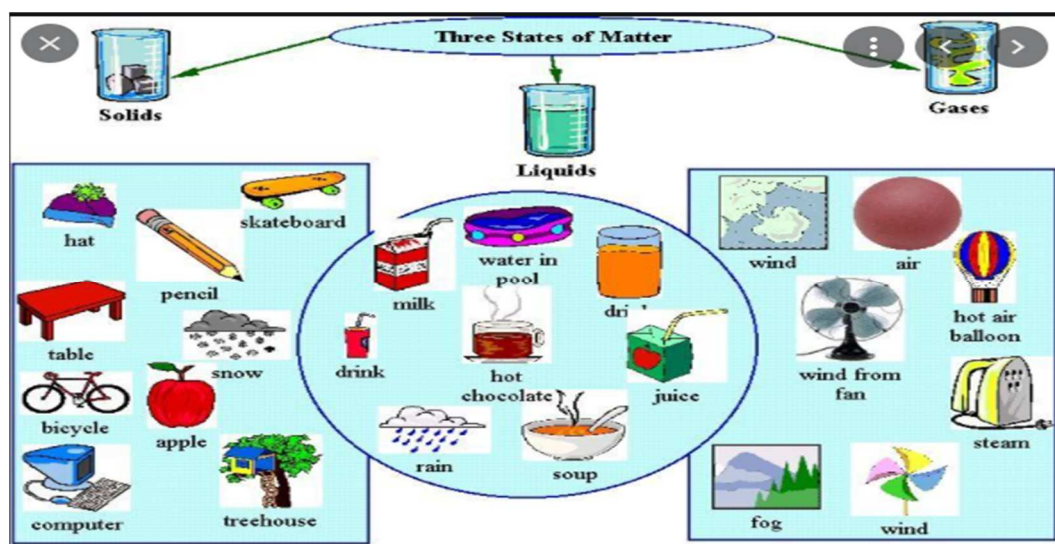 Three States of Matter
Solids
Liquids
Gases
hat
skateboard
pencil
table
snow
bicycle
apple
computer
treehouse
milk
water in
pool
drink
hot
chocolate
juice
rain
soup
wind
air
hot air
balloon
wind from
fan
steam
fog
wind